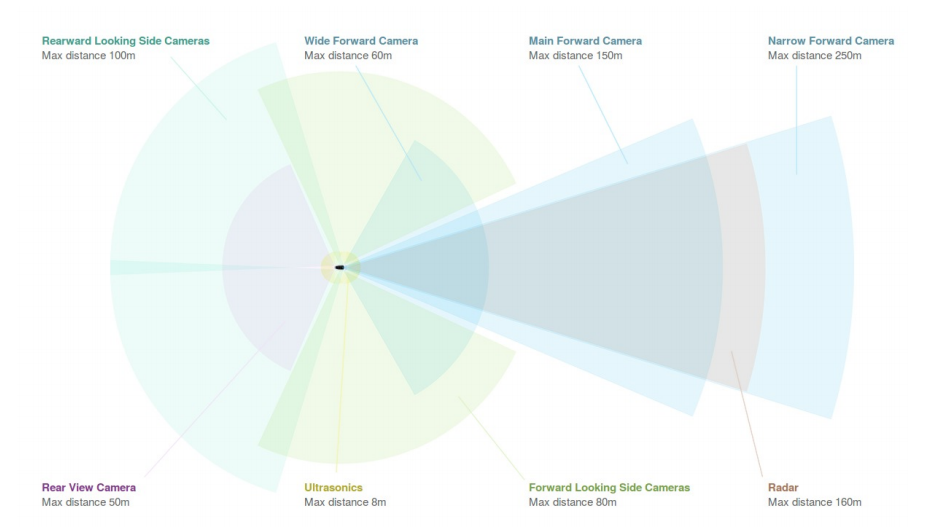 Rearward Looking Side Cameras
Max distance 100m
Wide Forward Camera
Max distance 60m
Main Forward Camera
Max distance 150m
Narrow Forward Camera
Max distance 250m
Rear View Camera
Max distance 50m
Ultrasonics
Max distance 8m
Forward Looking Side Cameras
Max distance 80m
Radar
Max distance 160m